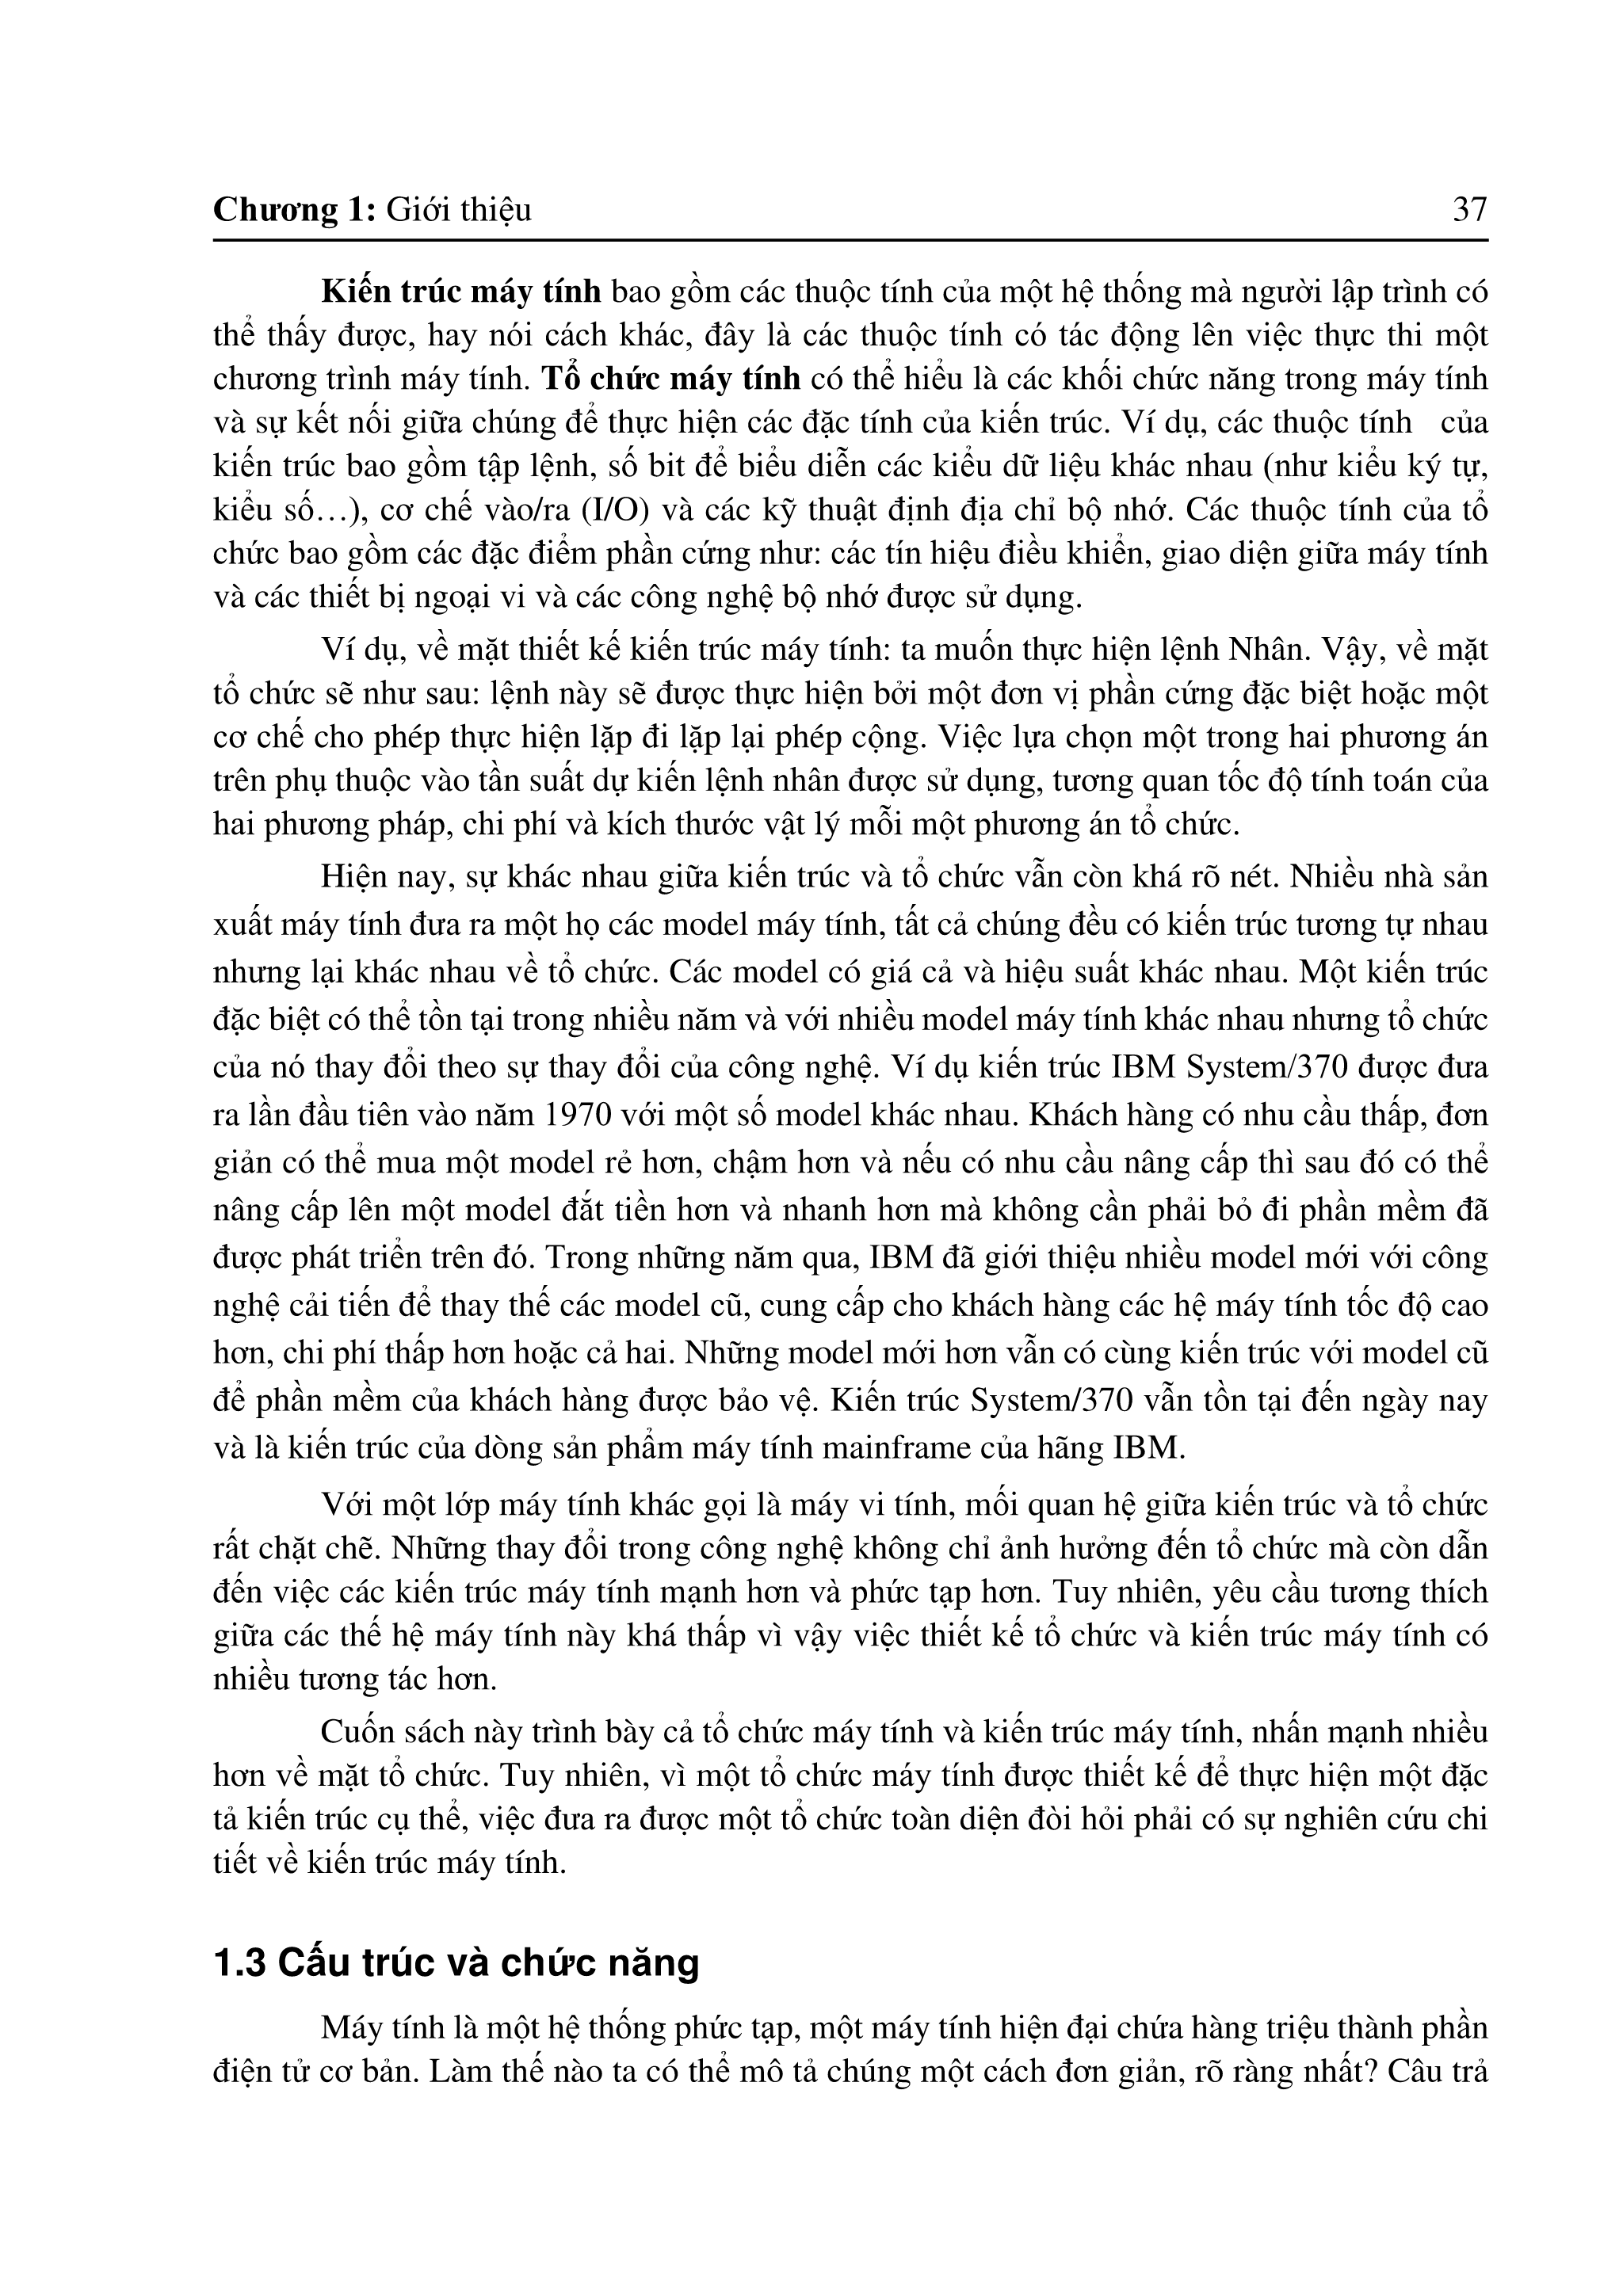 Chương 1: Giới thiệu 37
Kiến trúc máy tính bao gồm các thuộc tính của một hệ thống mà người lập trình có
thể thấy được, hay nói cách khác, đây là các thuộc tính có tác động lên việc thực thi một
chương trình máy tính. Tổ chức máy tính có thể hiểu là các khối chức năng trong máy tính
và sự kết nối giữa chúng để thực hiện các đặc tính của kiến trúc. Ví dụ, các thuộc tính của
kiến trúc bao gồm tập lệnh, số bit để biểu diễn các kiểu dữ liệu khác nhau (như kiểu ký tự,
kiểu số…), cơ chế vào/ra (I/O) và các kỹ thuật định địa chỉ bộ nhớ. Các thuộc tính của tổ
chức bao gồm các đặc điểm phần cứng như: các tín hiệu điều khiển, giao diện giữa máy tính
và các thiết bị ngoại vi và các công nghệ bộ nhớ được sử dụng.
Ví dụ, về mặt thiết kế kiến trúc máy tính: ta muốn thực hiện lệnh Nhân. Vậy, về mặt
tổ chức sẽ như sau: lệnh này sẽ được thực hiện bởi một đơn vị phần cứng đặc biệt hoặc một
cơ chế cho phép thực hiện lặp đi lặp lại phép cộng. Việc lựa chọn một trong hai phương án
trên phụ thuộc vào tần suất dự kiến lệnh nhân được sử dụng, tương quan tốc độ tính toán của
hai phương pháp, chi phí và kích thước vật lý mỗi một phương án tổ chức.
Hiện nay, sự khác nhau giữa kiến trúc và tổ chức vẫn còn khá rõ nét. Nhiều nhà sản
xuất máy tính đưa ra một họ các model máy tính, tất cả chúng đều có kiến trúc tương tự nhau
nhưng lại khác nhau về tổ chức. Các model có giá cả và hiệu suất khác nhau. Một kiến trúc
đặc biệt có thể tồn tại trong nhiều năm và với nhiều model máy tính khác nhau nhưng tổ chức
của nó thay đổi theo sự thay đổi của công nghệ. Ví dụ kiến trúc IBM System/370 được đưa
ra lần đầu tiên vào năm 1970 với một số model khác nhau. Khách hàng có nhu cầu thấp, đơn
giản có thể mua một model rẻ hơn, chậm hơn và nếu có nhu cầu nâng cấp thì sau đó có thể
nâng cấp lên một model đắt tiền hơn và nhanh hơn mà không cần phải bỏ đi phần mềm đã
được phát triển trên đó. Trong những năm qua, IBM đã giới thiệu nhiều model mới với công
nghệ cải tiến để thay thế các model cũ, cung cấp cho khách hàng các hệ máy tính tốc độ cao
hơn, chi phí thấp hơn hoặc cả hai. Những model mới hơn vẫn có cùng kiến trúc với model cũ
để phần mềm của khách hàng được bảo vệ. Kiến trúc System/370 vẫn tồn tại đến ngày nay
và là kiến trúc của dòng sản phẩm máy tính mainframe của hãng IBM.
Với một lớp máy tính khác gọi là máy vi tính, mối quan hệ giữa kiến trúc và tổ chức
rất chặt chẽ. Những thay đổi trong công nghệ không chỉ ảnh hưởng đến tổ chức mà còn dẫn
đến việc các kiến trúc máy tính mạnh hơn và phức tạp hơn. Tuy nhiên, yêu cầu tương thích
giữa các thế hệ máy tính này khá thấp vì vậy việc thiết kế tổ chức và kiến trúc máy tính có
nhiều tương tác hơn.
Cuốn sách này trình bày cả tổ chức máy tính và kiến trúc máy tính, nhấn mạnh nhiều
hơn về mặt tổ chức. Tuy nhiên, vì một tổ chức máy tính được thiết kế để thực hiện một đặc
tả kiến trúc cụ thể, việc đưa ra được một tổ chức toàn diện đòi hỏi phải có sự nghiên cứu chi
tiết về kiến trúc máy tính.
1.3 Cấu trúc và chức năng
Máy tính là một hệ thống phức tạp, một máy tính hiện đại chứa hàng triệu thành phần
điện tử cơ bản. Làm thế nào ta có thể mô tả chúng một cách đơn giản, rõ ràng nhất? Câu trả